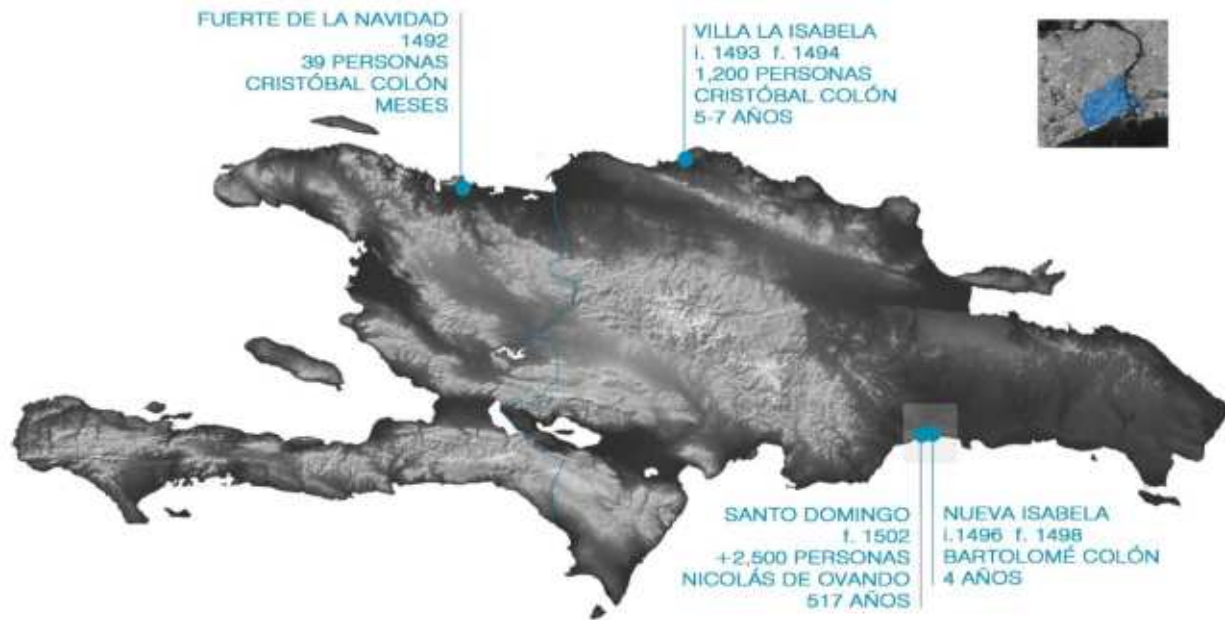 FUERTE DE LA NAVIDAD
1492
39 PERSONAS
CRISTÓBAL COLÓN
MESES
VILLA LA ISABELA
i. 1493 f. 1494
1,200 PERSONAS
CRISTÓBAL COLÓN
5-7 AÑOS
SANTO DOMINGO
f. 1502
+2,500 PERSONAS
NICOLÁS DE OVANDO
517 AÑOS
NUEVA ISABELA
i.1496 f. 1498
BARTOLOMÉ COLÓN
4 AÑOS